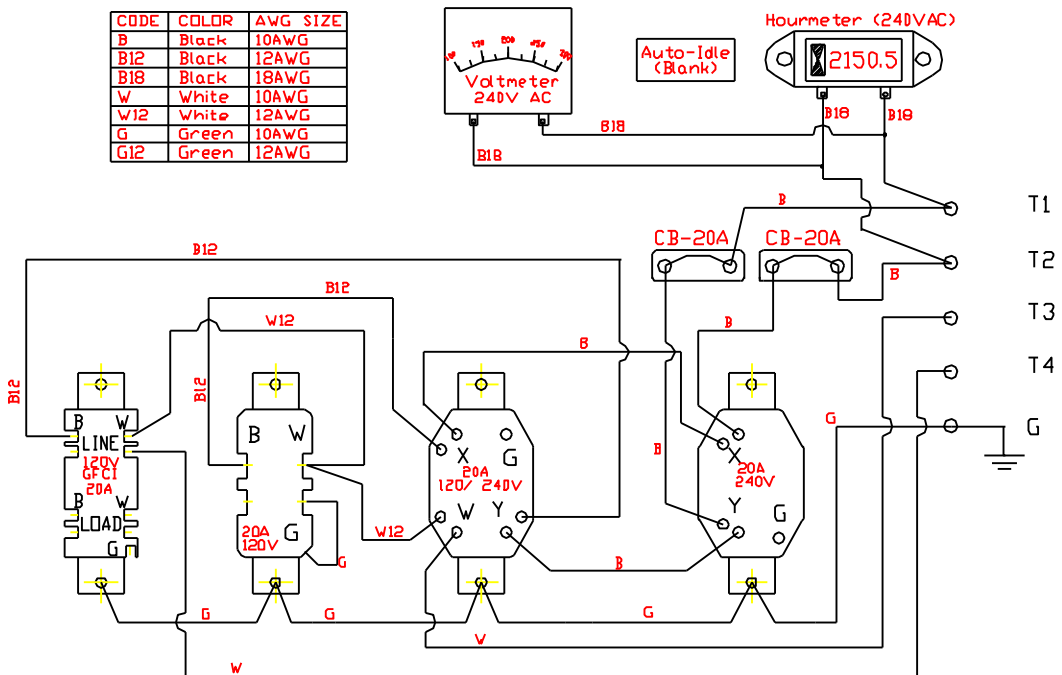 CODE COLOR AWG SIZE
B Black 10AWG
B12 Black 12AWG
B18 Black 18AWG
W White 10AWG
W12 White 12AWG
G Green 10AWG
G12 Green 12AWG
200
Voltmeter
240V AC
Auto-Idle
(Blank)
Hourmeter (240VAC)
2150.5
B18
B18
B18
B18
B
T1
CB-20A
CB-20A
T2
B
T3
T4
G
B12
B12
W12
B
B
B12
B12
G
B
B W
LINE
120V
GFCI
20A
B W
LOAD
G
B W
20A
120V
G
G
W12
X
G
20A
120/ 240V
W Y
B
X
20A
240V
Y
G
G
G
G
W
W